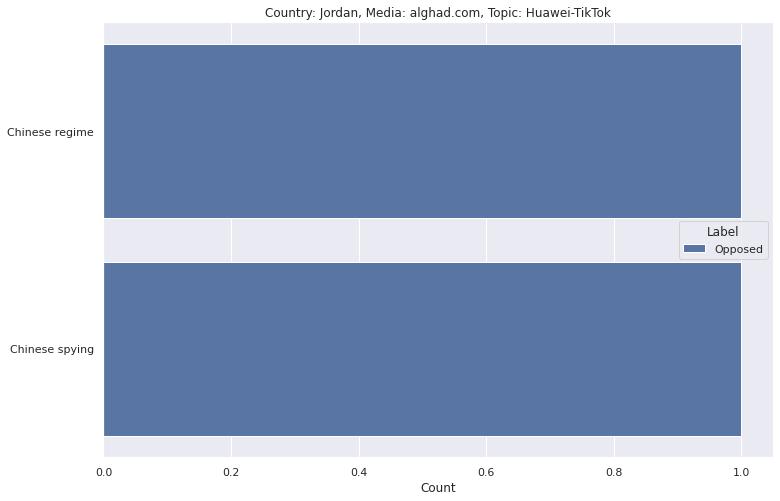 Country: Jordan, Media: alghad.com, Topic: Huawei-TikTok
Chinese regime
Label
Opposed
Chinese spying
0.0 0.2 0.4 0.6 0.8 1.0
Count